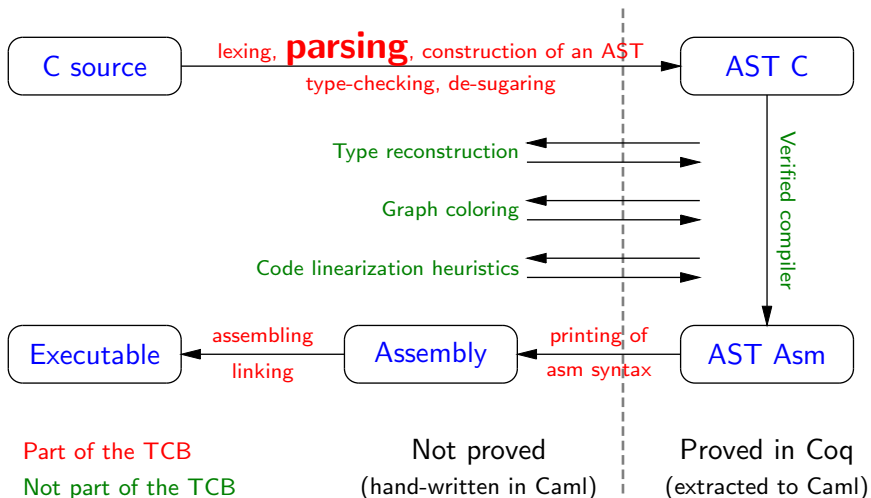 lexing, parsing, construction of an AST
C source
AST C
type-checking, de-sugaring
Type reconstruction
Graph coloring
Code linearization heuristics
Verified compiler
Executable
assembling
linking
Assembly
printing of
asm syntax
AST Asm
Part of the TCB
Not part of the TCB
Not proved
(hand-written in Caml)
Proved in Coq
(extracted to Caml)